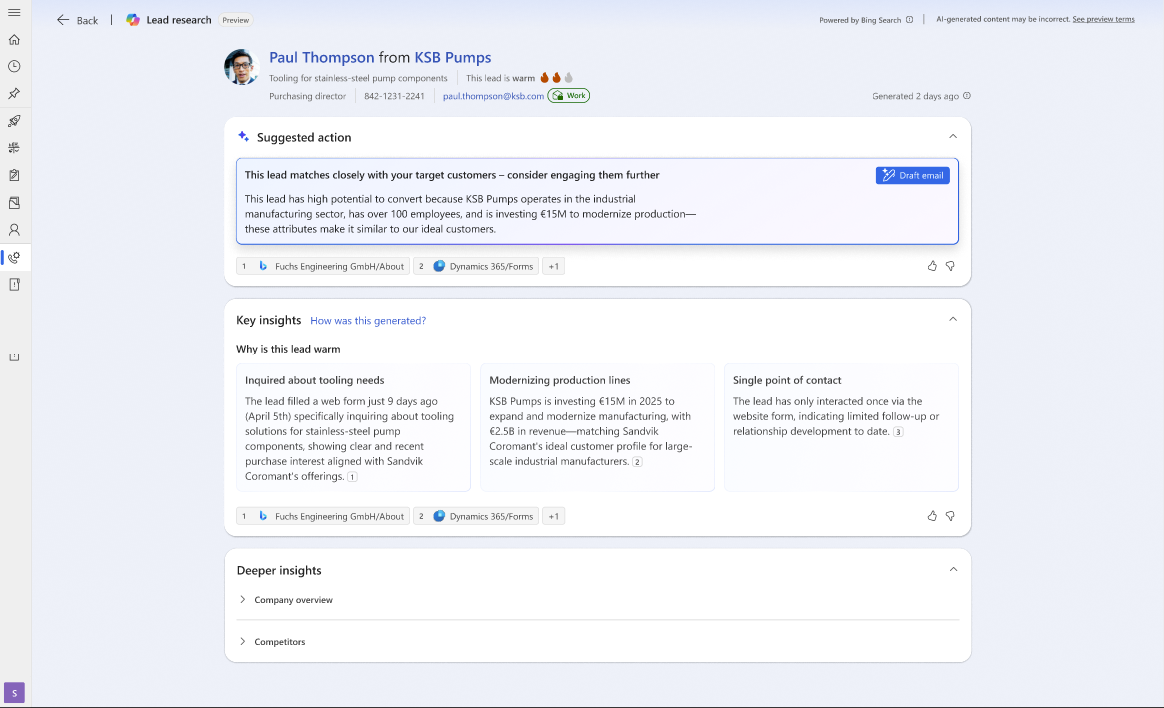 Back
Lead research
Preview
Powered by Bing Search
AI-generated content may be incorrect. See preview terms
Paul Thompson from KSB Pumps
Tooling for stainless-steel pump components
This lead is warm
Purchasing director
842-1231-2241
paul.thompson@ksb.com
Work
Generated 2 days ago
Suggested action
This lead matches closely with your target customers – consider engaging them further
Draft email
This lead has high potential to convert because KSB Pumps operates in the industrial
manufacturing sector, has over 100 employees, and is investing €15M to modernize production—
these attributes make it similar to our ideal customers.
1 Fuchs Engineering GmbH/About
2 Dynamics 365/Forms
+1
Key insights
How was this generated?
Why is this lead warm
Inquired about tooling needs
The lead filled a web form just 9 days ago
(April 5th) specifically inquiring about tooling
solutions for stainless-steel pump
components, showing clear and recent
purchase interest aligned with Sandvik
Coromant's offerings. 1
Modernizing production lines
KSB Pumps is investing €15M in 2025 to
expand and modernize manufacturing, with
€2.5B in revenue—matching Sandvik
Coromant's ideal customer profile for large-
scale industrial manufacturers. 2
Single point of contact
The lead has only interacted once via the
website form, indicating limited follow-up or
relationship development to date. 3
1 Fuchs Engineering GmbH/About
2 Dynamics 365/Forms
+1
Deeper insights
Company overview
Competitors
S